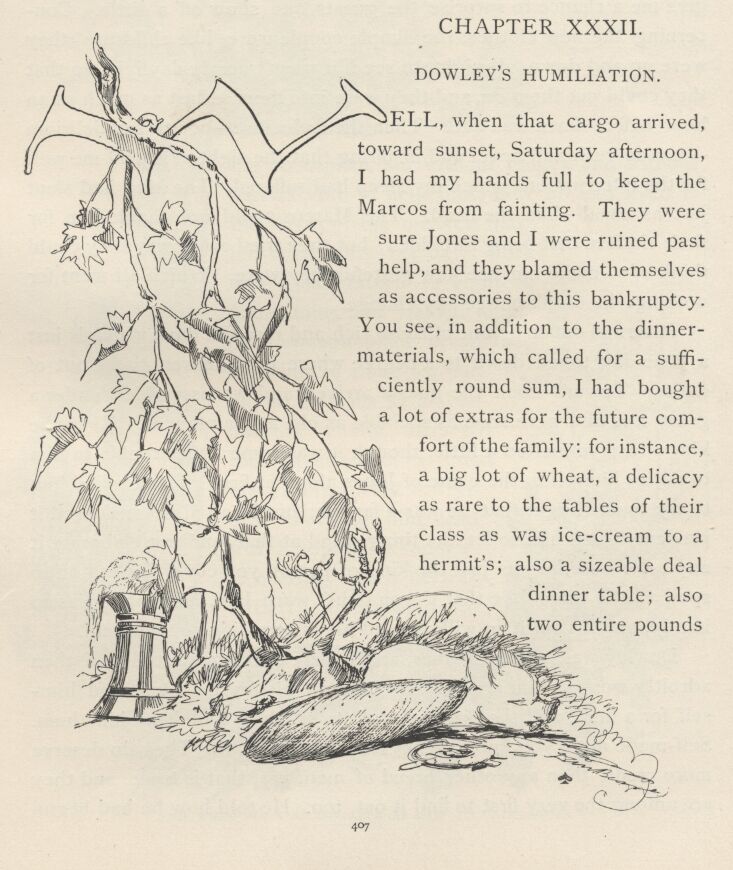 CHAPTER XXXII.
DOWLEY'S HUMILIATION.
WELL, when that cargo arrived,
toward sunset, Saturday afternoon,
I had my hands full to keep the
Marcos from fainting. They were
sure Jones and I were ruined past
help, and they blamed themselves
as accessories to this bankruptcy.
You see, in addition to the dinner-
materials, which called for a suffi-
ciently round sum, I had bought
a lot of extras for the future com-
fort of the family: for instance,
a big lot of wheat, a delicacy
as rare to the tables of their
class as was ice-cream to a
hermit's; also a sizeable deal
dinner table; also
two entire pounds
407